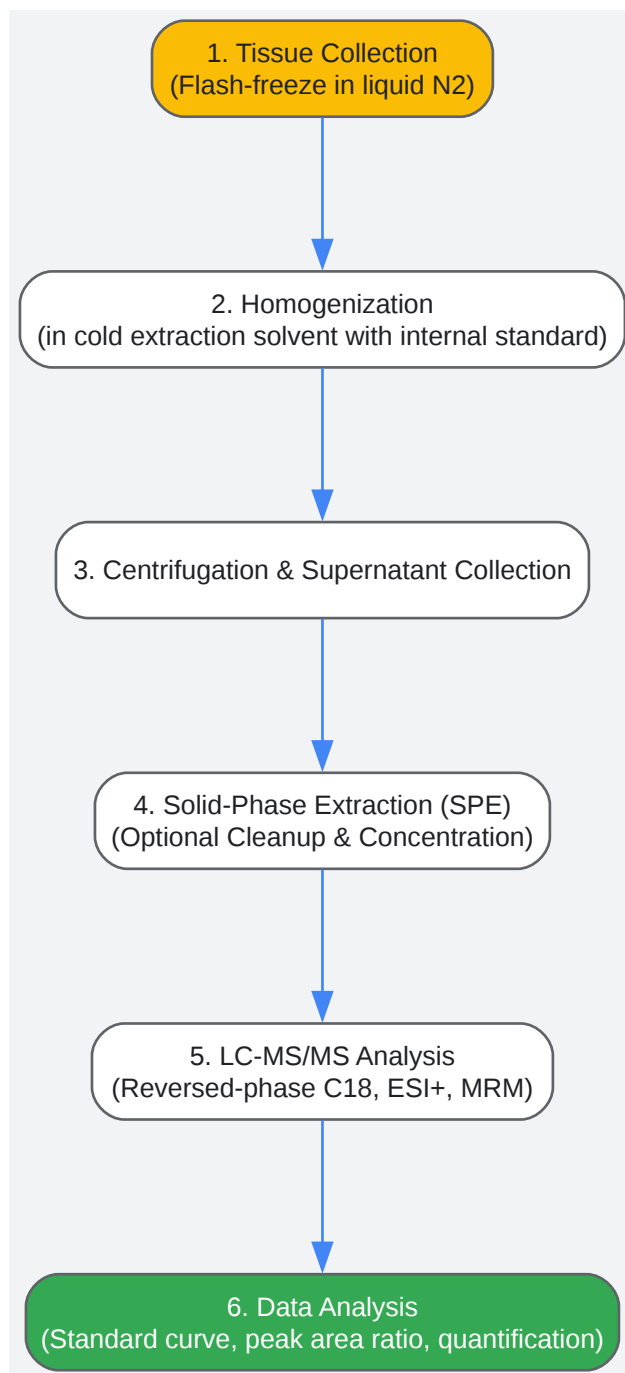 1. Tissue Collection
(Flash-freeze in liquid N2)
2. Homogenization
(in cold extraction solvent with internal standard)
3. Centrifugation & Supernatant Collection
4. Solid-Phase Extraction (SPE)
(Optional Cleanup & Concentration)
5. LC-MS/MS Analysis
(Reversed-phase C18, ESI+, MRM)
6. Data Analysis
(Standard curve, peak area ratio, quantification)